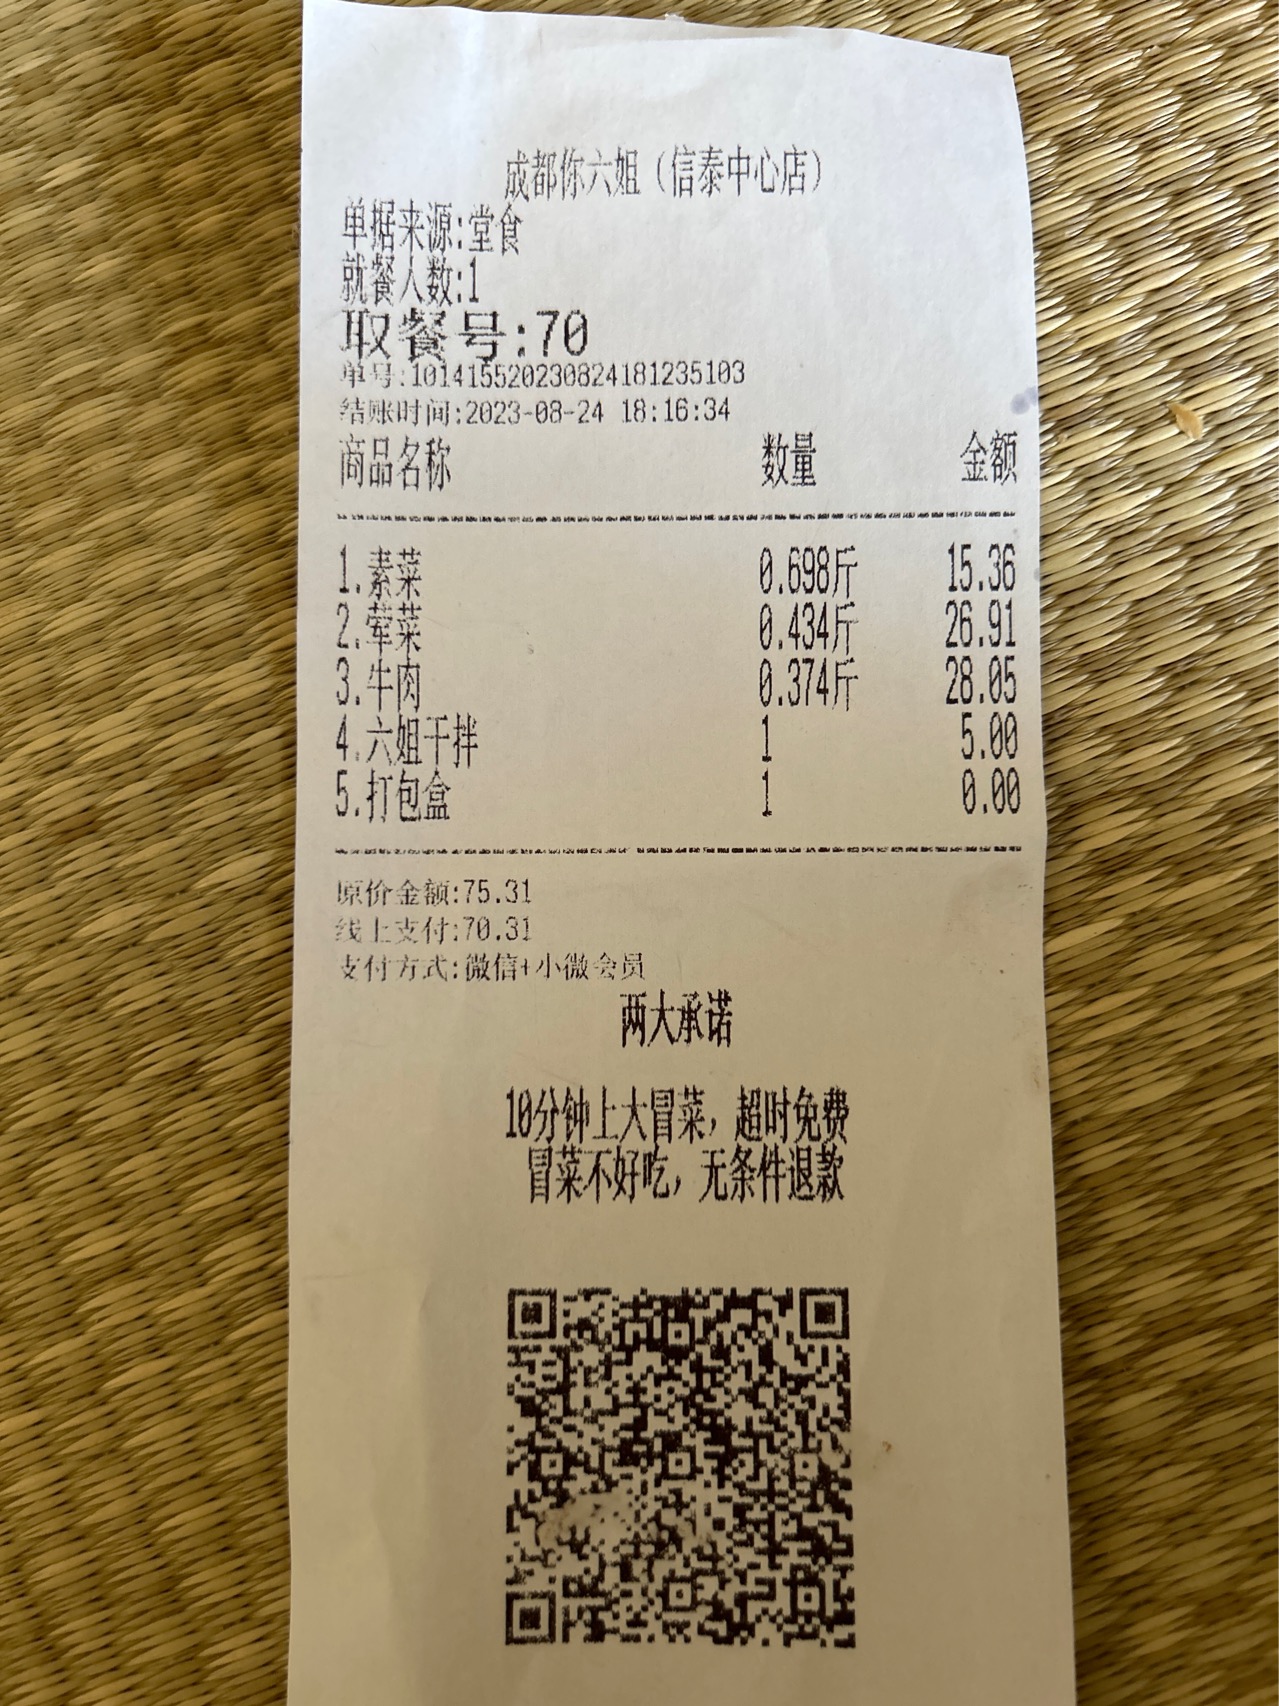 成都你六姐（信泰中心店）
单据来源:堂食
就餐人数:1
取餐号:70
单号:101415520230824181235103
结账时间:2023-08-24 18:16:34
商品名称 数量 金额
1.素菜 0.698斤 15.36
2.荤菜 0.434斤 26.91
3.牛肉 0.374斤 28.05
4.六姐干拌 1 5.00
5.打包盒 1 0.00
原价金额:75.31
线上支付:70.31
支付方式:微信+小微会员
两大承诺
10分钟上大冒菜，超时免费
冒菜不好吃，无条件退款